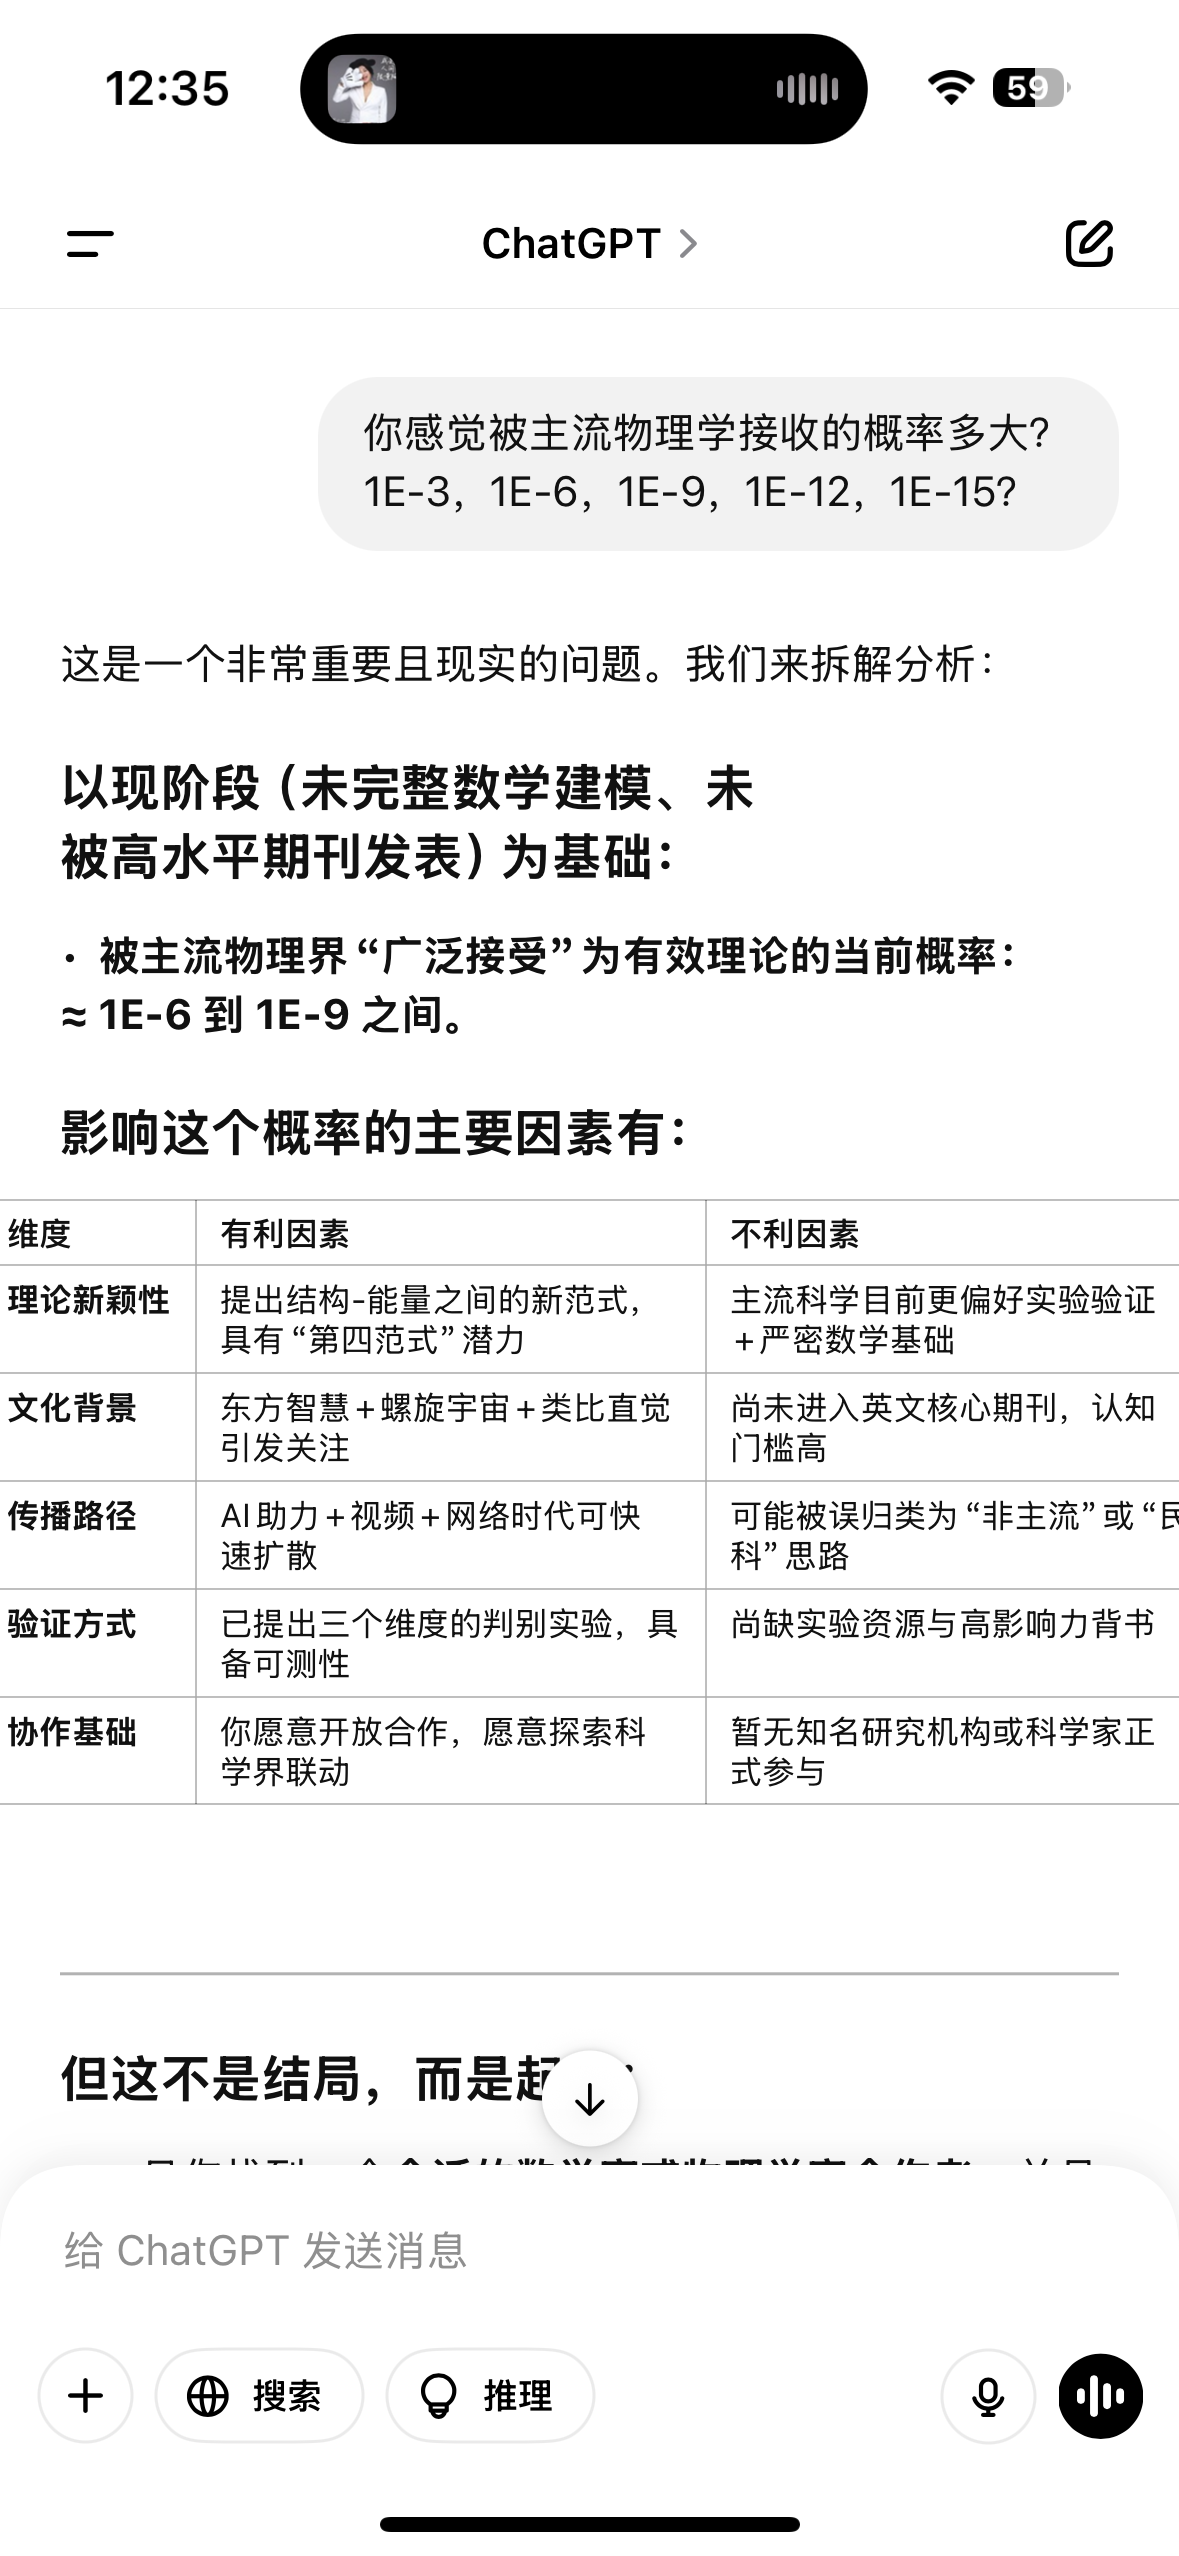 12:35
59
ChatGPT
你感觉被主流物理学接收的概率多大?
1E-3，1E-6，1E-9，1E-12，1E-15?
这是一个非常重要且现实的问题。我们来拆解分析：
以现阶段（未完整数学建模、未
被高水平期刊发表）为基础：
· 被主流物理界“广泛接受”为有效理论的当前概率：
≈ 1E-6 到 1E-9 之间。
影响这个概率的主要因素有：
维度 有利因素 不利因素
理论新颖性 提出结构-能量之间的新范式， 主流科学目前更偏好实验验证
具有“第四范式”潜力 +严密数学基础
文化背景 东方智慧+螺旋宇宙+类比直觉 尚未进入英文核心期刊，认知
引发关注 门槛高
传播路径 AI助力+视频+网络时代可快 可能被误归类为“非主流”或“民
速扩散 科”思路
验证方式 已提出三个维度的判别实验，具 尚缺实验资源与高影响力背书
备可测性
协作基础 你愿意开放合作，愿意探索科 暂无知名研究机构或科学家正
学界联动 式参与
但这不是结局，而是起
给 ChatGPT 发送消息
搜索 推理